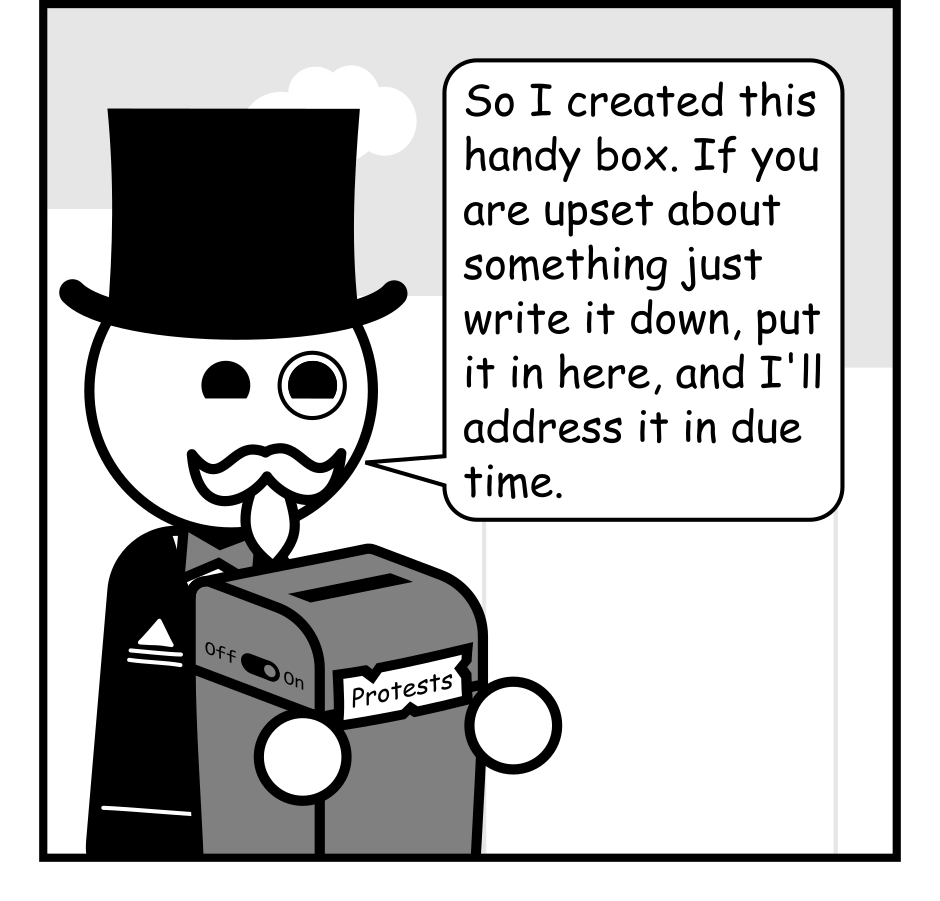 So I created this
handy box. If you
are upset about
something just
write it down, put
it in here, and I'll
address it in due
time.
Off On
Protests